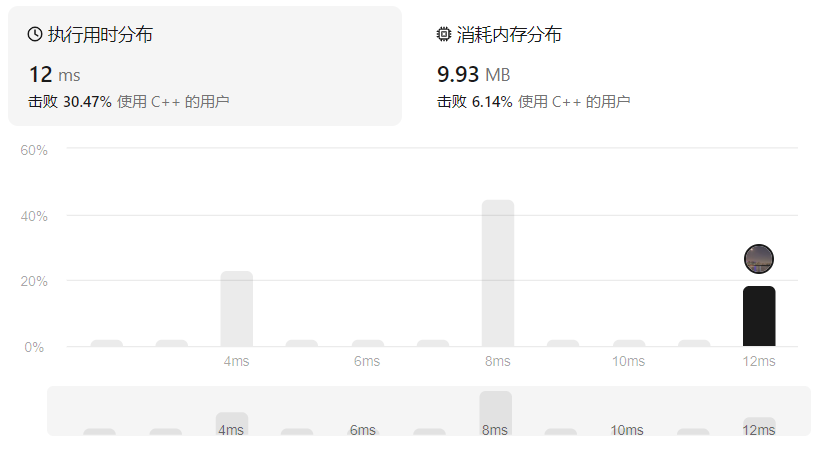 执行用时分布
12 ms
击败 30.47% 使用 C++ 的用户
消耗内存分布
9.93 MB
击败 6.14% 使用 C++ 的用户
60%
40%
20%
0%
4ms 6ms 8ms 10ms 12ms
4ms 6ms 8ms 10ms 12ms